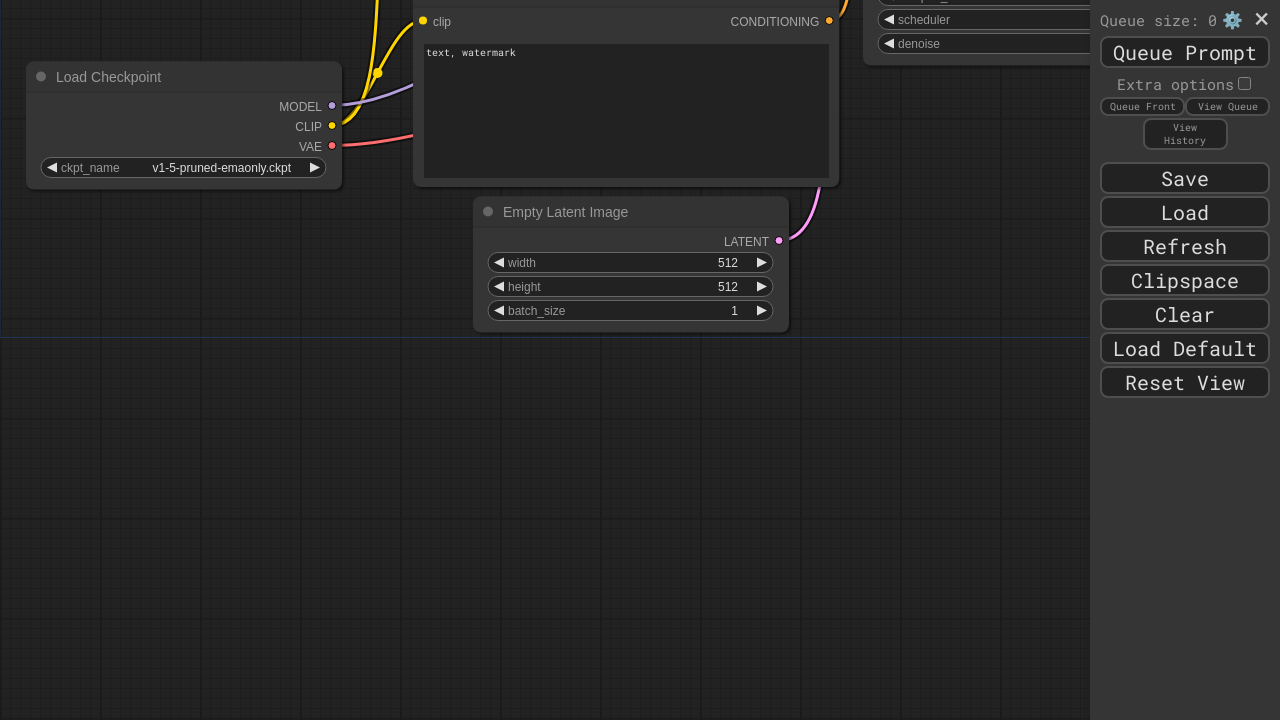 clip
CONDITIONING
text, watermark
scheduler
denoise
Load Checkpoint
MODEL
CLIP
VAE
ckpt_name v1-5-pruned-emaonly.ckpt
Empty Latent Image
LATENT
width 512
height 512
batch_size 1
Queue size: 0
Queue Prompt
Extra options
Queue Front
View Queue
View
History
Save
Load
Refresh
Clipspace
Clear
Load Default
Reset View